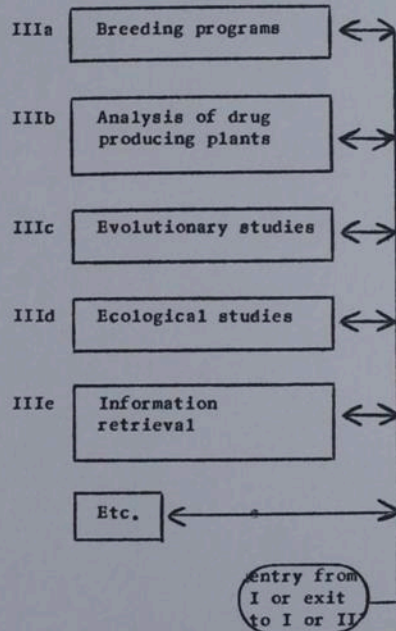 IIIa Breeding programs
IIIb Analysis of drug
producing plants
IIIc Evolutionary studies
IIId Ecological studies
IIIe Information
retrieval
Etc.
entry from
I or exit
to I or II